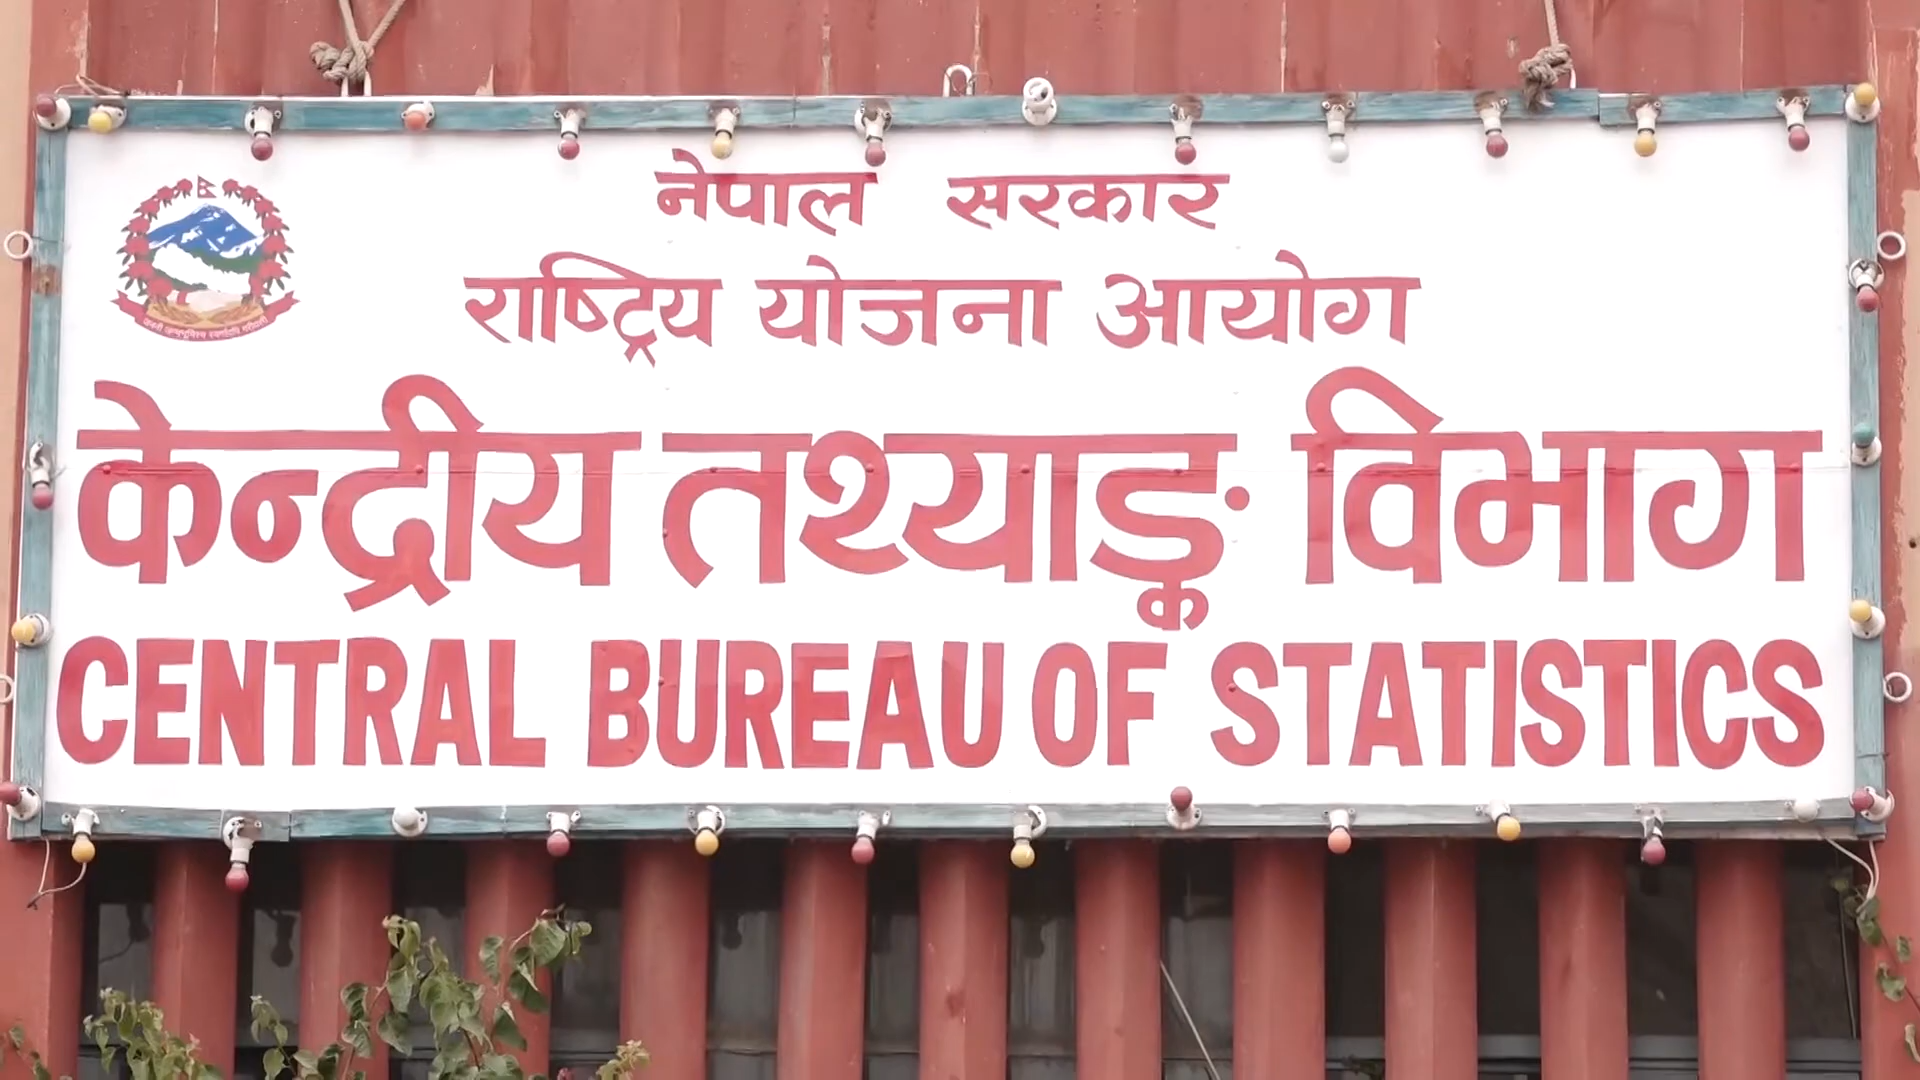 नेपाल सरकार
राष्ट्रिय योजना आयोग
केन्द्रीय तथ्याङ्क विभाग
CENTRAL BUREAU OF STATISTICS